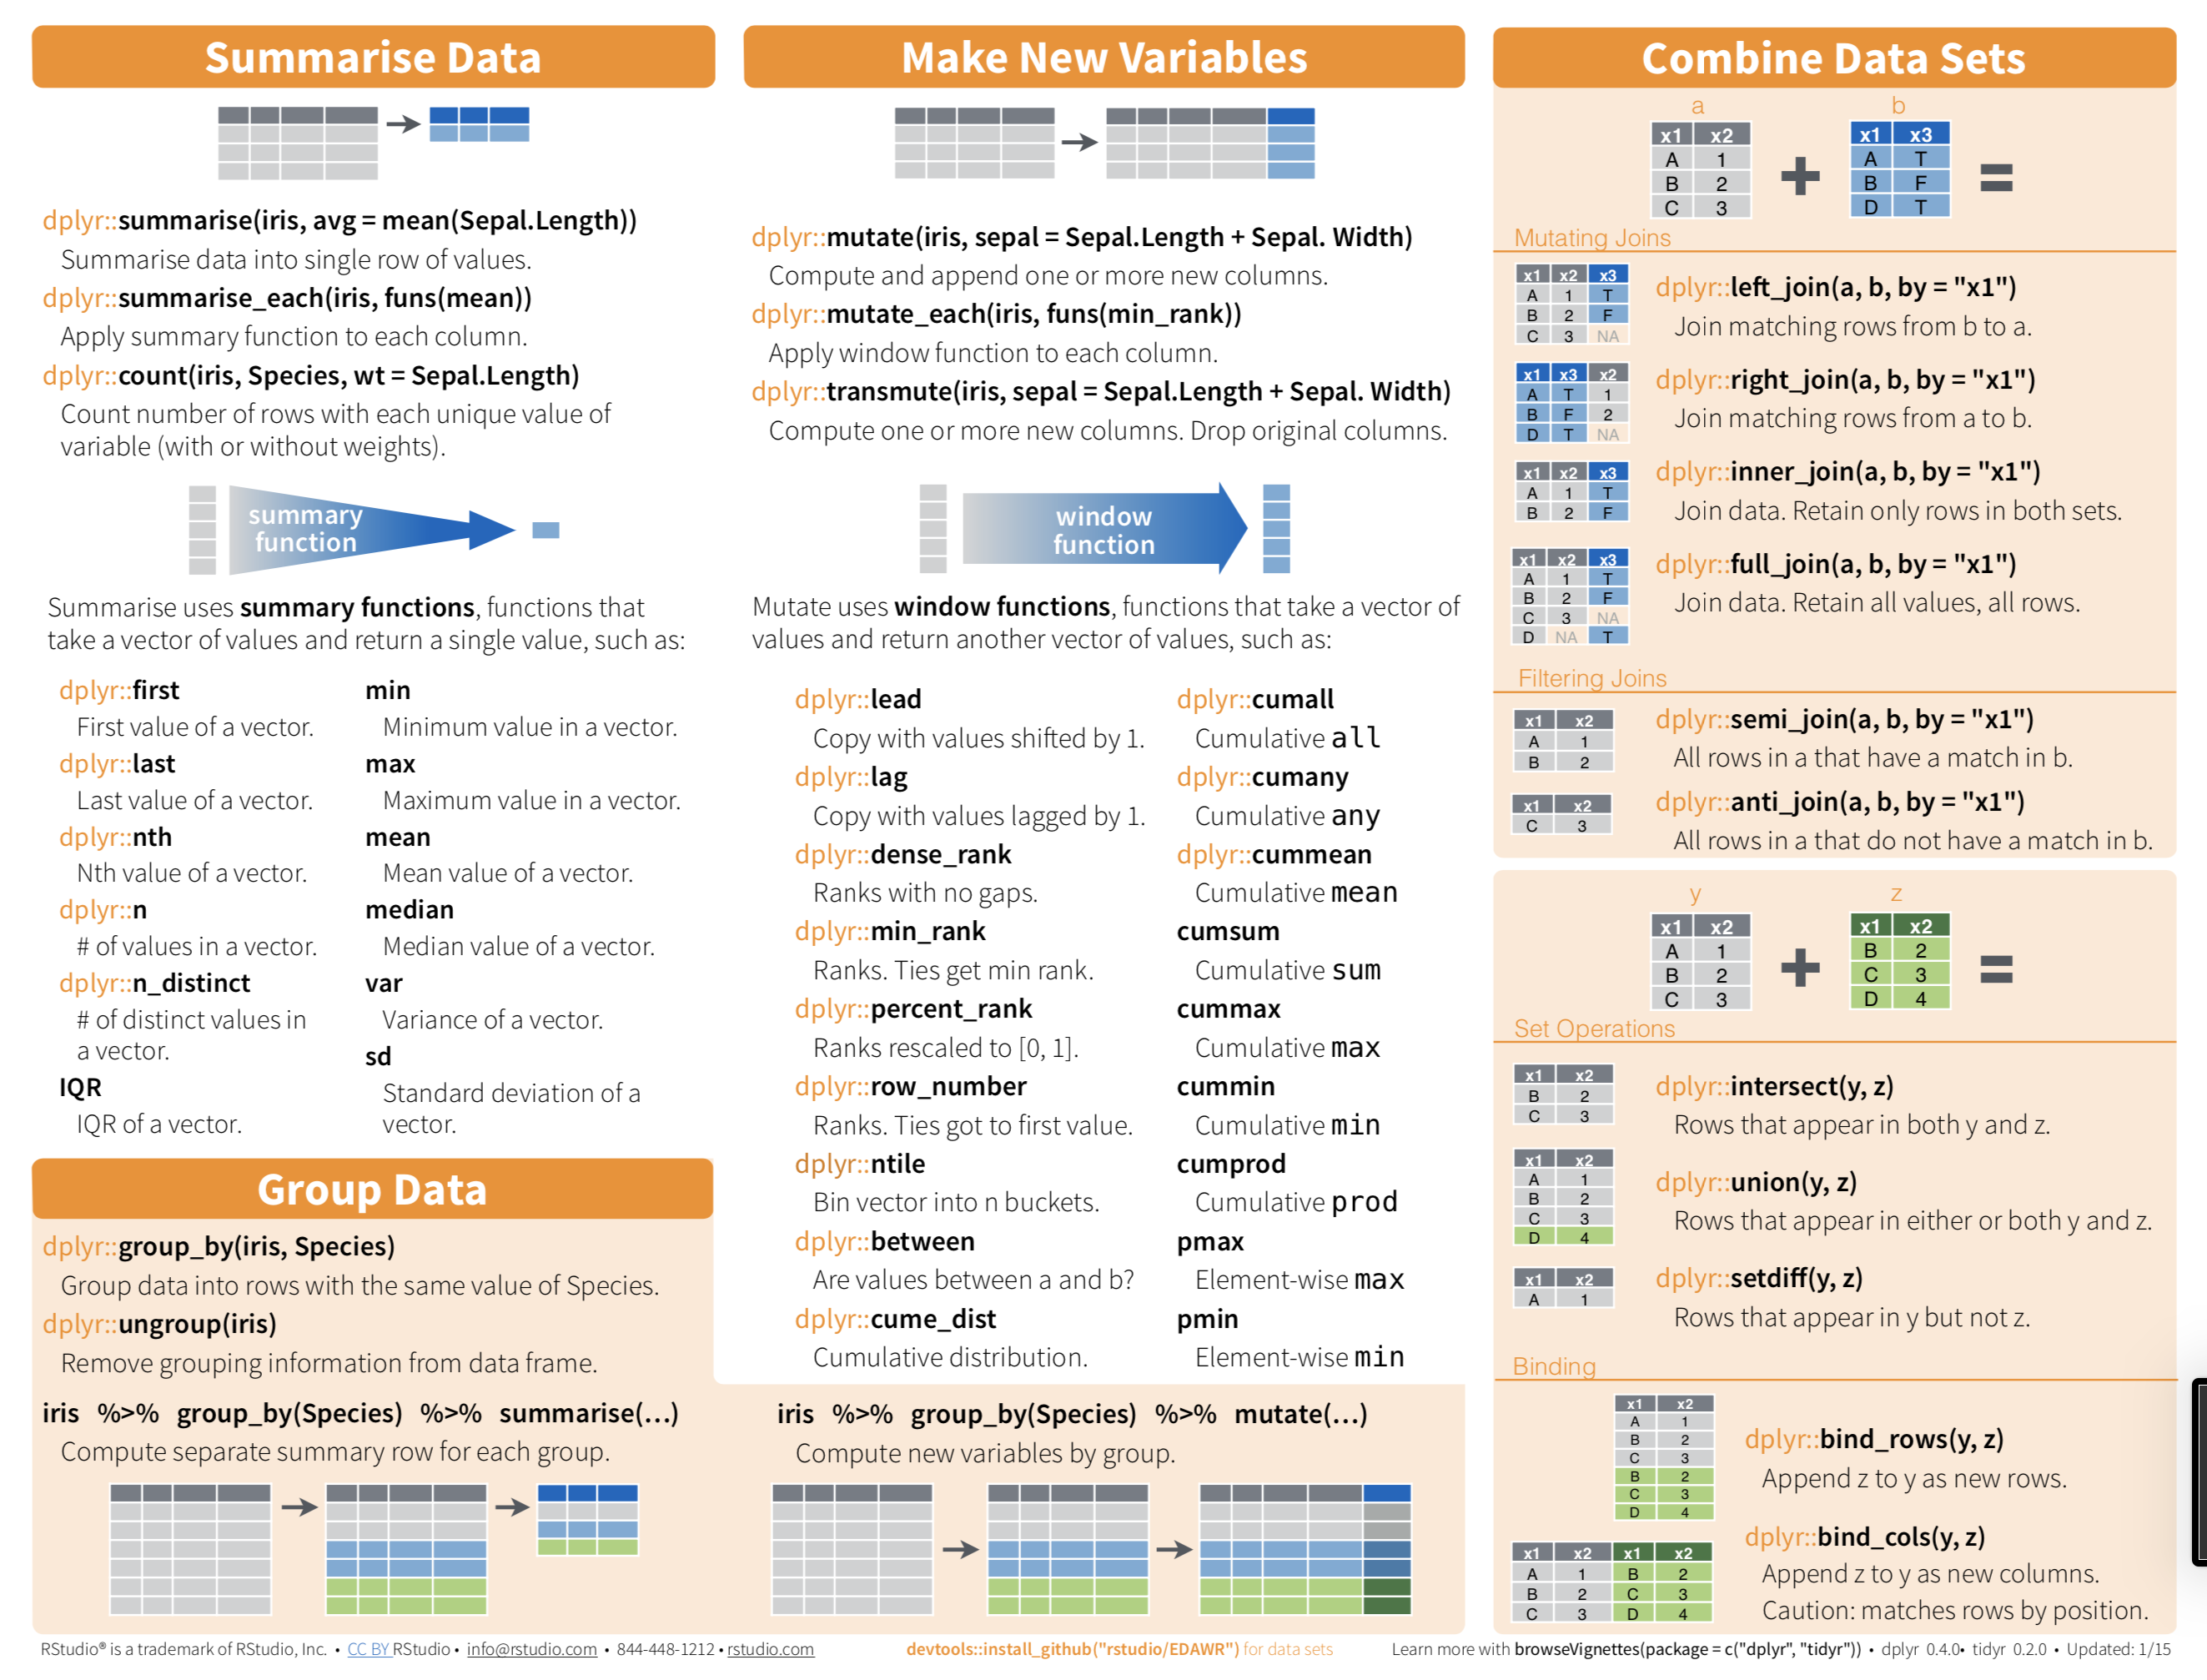 Summarise Data
dplyr::summarise(iris, avg = mean(Sepal.Length))
Summarise data into single row of values.
dplyr::summarise_each(iris, funs(mean))
Apply summary function to each column.
dplyr::count(iris, Species, wt = Sepal.Length)
Count number of rows with each unique value of
variable (with or without weights).
summary
function
Summarise uses summary functions, functions that
take a vector of values and return a single value, such as:
dplyr::first
First value of a vector.
dplyr::last
Last value of a vector.
dplyr::nth
Nth value of a vector.
dplyr::n
# of values in a vector.
dplyr::n_distinct
# of distinct values in
a vector.
IQR
IQR of a vector.
min
Minimum value in a vector.
max
Maximum value in a vector.
mean
Mean value of a vector.
median
Median value of a vector.
var
Variance of a vector.
sd
Standard deviation of a
vector.
Group Data
dplyr::group_by(iris, Species)
Group data into rows with the same value of Species.
dplyr::ungroup(iris)
Remove grouping information from data frame.
iris %>% group_by(Species) %>% summarise(…)
Compute separate summary row for each group.
Make New Variables
dplyr::mutate(iris, sepal = Sepal.Length + Sepal. Width)
Compute and append one or more new columns.
dplyr::mutate_each(iris, funs(min_rank))
Apply window function to each column.
dplyr::transmute(iris, sepal = Sepal.Length + Sepal. Width)
Compute one or more new columns. Drop original columns.
window
function
Mutate uses window functions, functions that take a vector of
values and return another vector of values, such as:
dplyr::lead
Copy with values shifted by 1.
dplyr::lag
Copy with values lagged by 1.
dplyr::dense_rank
Ranks with no gaps.
dplyr::min_rank
Ranks. Ties get min rank.
dplyr::percent_rank
Ranks rescaled to [0, 1].
dplyr::row_number
Ranks. Ties got to first value.
dplyr::ntile
Bin vector into n buckets.
dplyr::between
Are values between a and b?
dplyr::cume_dist
Cumulative distribution.
dplyr::cumall
Cumulative all
dplyr::cumany
Cumulative any
dplyr::cummean
Cumulative mean
cumsum
Cumulative sum
cummax
Cumulative max
cummin
Cumulative min
cumprod
Cumulative prod
pmax
Element-wise max
pmin
Element-wise min
iris %>% group_by(Species) %>% mutate(…)
Compute new variables by group.
Combine Data Sets
a b
x1 x2 x1 x3
A 1 A T
B 2 + B F =
C 3 D T
Mutating Joins
x1 x2 x3
A 1 T
B 2 F
C 3 NA
dplyr::left_join(a, b, by = "x1")
Join matching rows from b to a.
x1 x3 x2
A T 1
B F 2
D T NA
dplyr::right_join(a, b, by = "x1")
Join matching rows from a to b.
x1 x2 x3
A 1 T
B 2 F
dplyr::inner_join(a, b, by = "x1")
Join data. Retain only rows in both sets.
x1 x2 x3
A 1 T
B 2 F
C 3 NA
D NA T
dplyr::full_join(a, b, by = "x1")
Join data. Retain all values, all rows.
Filtering Joins
x1 x2
A 1
B 2
dplyr::semi_join(a, b, by = "x1")
All rows in a that have a match in b.
x1 x2
C 3
dplyr::anti_join(a, b, by = "x1")
All rows in a that do not have a match in b.
y z
x1 x2 x1 x2
A 1 B 2
B 2 + C 3 =
C 3 D 4
Set Operations
x1 x2
B 2
C 3
dplyr::intersect(y, z)
Rows that appear in both y and z.
x1 x2
A 1
B 2
C 3
D 4
dplyr::union(y, z)
Rows that appear in either or both y and z.
x1 x2
A 1
dplyr::setdiff(y, z)
Rows that appear in y but not z.
Binding
x1 x2
A 1
B 2
C 3
B 2
C 3
D 4
dplyr::bind_rows(y, z)
Append z to y as new rows.
x1 x2 x1 x2
A 1 B 2
B 2 C 3
C 3 D 4
dplyr::bind_cols(y, z)
Append z to y as new columns.
Caution: matches rows by position.
RStudio® is a trademark of RStudio, Inc. • CC BY RStudio • info@rstudio.com • 844-448-1212 • rstudio.com
devtools::install_github("rstudio/EDAWR") for data sets
Learn more with browseVignettes(package = c("dplyr", "tidyr")) • dplyr 0.4.0• tidyr 0.2.0 • Updated: 1/15